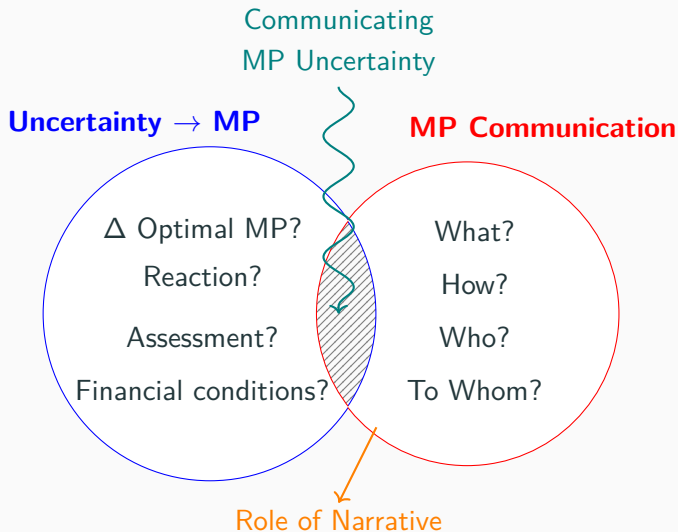 Communicating
MP Uncertainty
Uncertainty → MP
MP Communication
Δ Optimal MP?
Reaction?
Assessment?
Financial conditions?
What?
How?
Who?
To Whom?
Role of Narrative